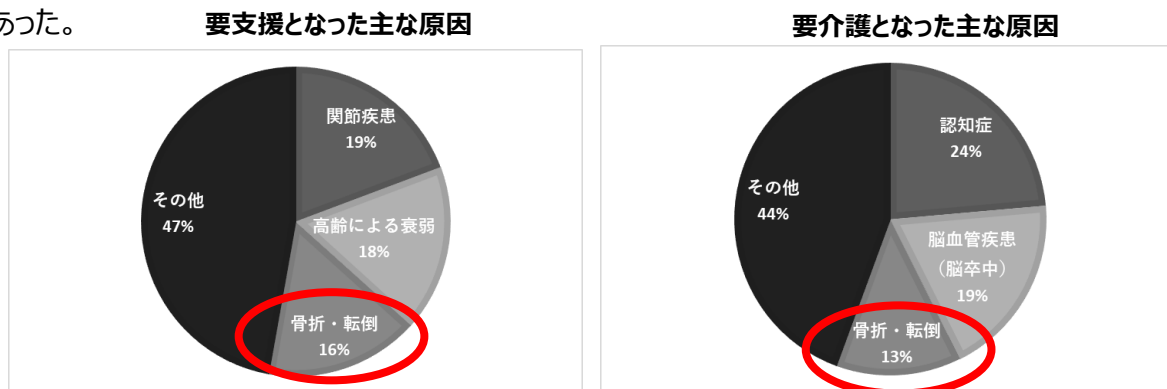 あった。
要支援となった主な原因
関節疾患
19%
高齢による衰弱
18%
骨折・転倒
16%
その他
47%
要介護となった主な原因
認知症
24%
脳血管疾患
（脳卒中）
19%
骨折・転倒
13%
その他
44%